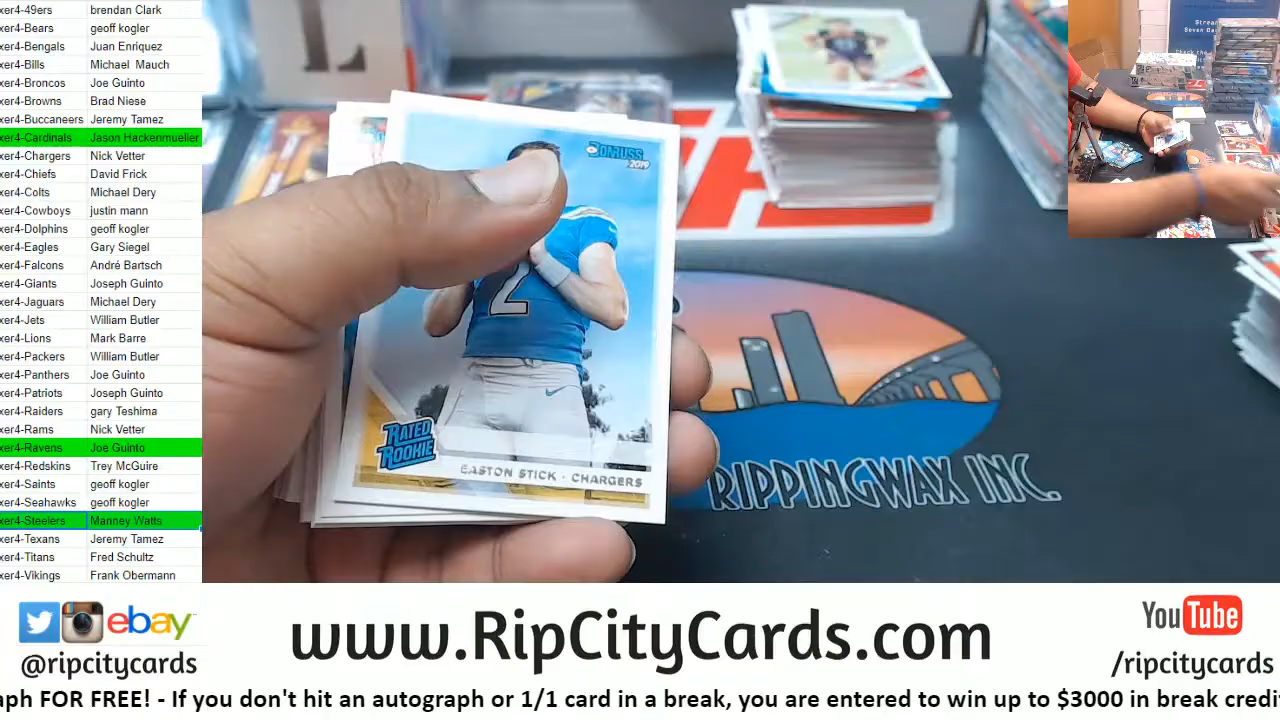 xer4-49ers brendan Clark
xer4-Bears geoff kogler
xer4-Bengals Juan Enriquez
xer4-Bills Michael Mauch
xer4-Broncos Joe Guinto
xer4-Browns Brad Niese
xer4-Buccaneers Jeremy Tamez
xer4-Cardinals Jason Hackenmueller
xer4-Chargers Nick Vetter
xer4-Chiefs David Frick
xer4-Colts Michael Dery
xer4-Cowboys justin mann
xer4-Dolphins geoff kogler
xer4-Eagles Gary Siegel
xer4-Falcons André Bartsch
xer4-Giants Joseph Guinto
xer4-Jaguars Michael Dery
xer4-Jets William Butler
xer4-Lions Mark Barre
xer4-Packers William Butler
xer4-Panthers Joe Guinto
xer4-Patriots Joseph Guinto
xer4-Raiders gary Teshima
xer4-Rams Nick Vetter
xer4-Ravens Joe Guinto
xer4-Redskins Trey McGuire
xer4-Saints geoff kogler
xer4-Seahawks geoff kogler
xer4-Steelers Manney Watts
xer4-Texans Jeremy Tamez
xer4-Titans Fred Schultz
xer4-Vikings Frank Obermann
DONRUSS
2019
2
RATED
ROOKIE
EASTON STICK · CHARGERS
RIPPINGWAX INC.
ebay
@ripcitycards
www.RipCityCards.com
YouTube
/ripcitycards
aph FOR FREE! - If you don't hit an autograph or 1/1 card in a break, you are entered to win up to $3000 in break credi